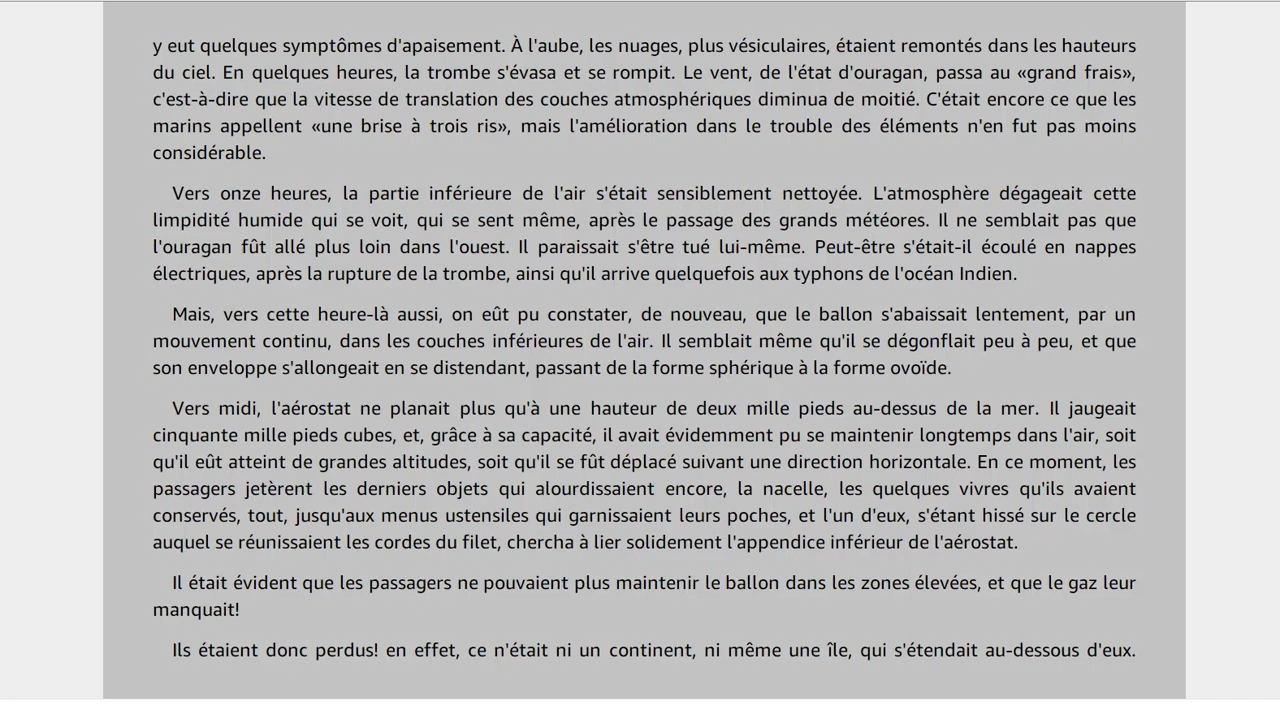 y eut quelques symptômes d'apaisement. À l'aube, les nuages, plus vésiculaires, étaient remontés dans les hauteurs
du ciel. En quelques heures, la trombe s'évasa et se rompit. Le vent, de l'état d'ouragan, passa au «grand frais»,
c'est-à-dire que la vitesse de translation des couches atmosphériques diminua de moitié. C'était encore ce que les
marins appellent «une brise à trois ris», mais l'amélioration dans le trouble des éléments n'en fut pas moins
considérable.
Vers onze heures, la partie inférieure de l'air s'était sensiblement nettoyée. L'atmosphère dégageait cette
limpidité humide qui se voit, qui se sent même, après le passage des grands météores. Il ne semblait pas que
l'ouragan fût allé plus loin dans l'ouest. Il paraissait s'être tué lui-même. Peut-être s'était-il écoulé en nappes
électriques, après la rupture de la trombe, ainsi qu'il arrive quelquefois aux typhons de l'océan Indien.
Mais, vers cette heure-là aussi, on eût pu constater, de nouveau, que le ballon s'abaissait lentement, par un
mouvement continu, dans les couches inférieures de l'air. Il semblait même qu'il se dégonflait peu à peu, et que
son enveloppe s'allongeait en se distendant, passant de la forme sphérique à la forme ovoïde.
Vers midi, l'aérostat ne planait plus qu'à une hauteur de deux mille pieds au-dessus de la mer. Il jaugeait
cinquante mille pieds cubes, et, grâce à sa capacité, il avait évidemment pu se maintenir longtemps dans l'air, soit
qu'il eût atteint de grandes altitudes, soit qu'il se fût déplacé suivant une direction horizontale. En ce moment, les
passagers jetèrent les derniers objets qui alourdissaient encore, la nacelle, les quelques vivres qu'ils avaient
conservés, tout, jusqu'aux menus ustensiles qui garnissaient leurs poches, et l'un d'eux, s'étant hissé sur le cercle
auquel se réunissaient les cordes du filet, chercha à lier solidement l'appendice inférieur de l'aérostat.
Il était évident que les passagers ne pouvaient plus maintenir le ballon dans les zones élevées, et que le gaz leur
manquait!
Ils étaient donc perdus! en effet, ce n'était ni un continent, ni même une île, qui s'étendait au-dessous d'eux.